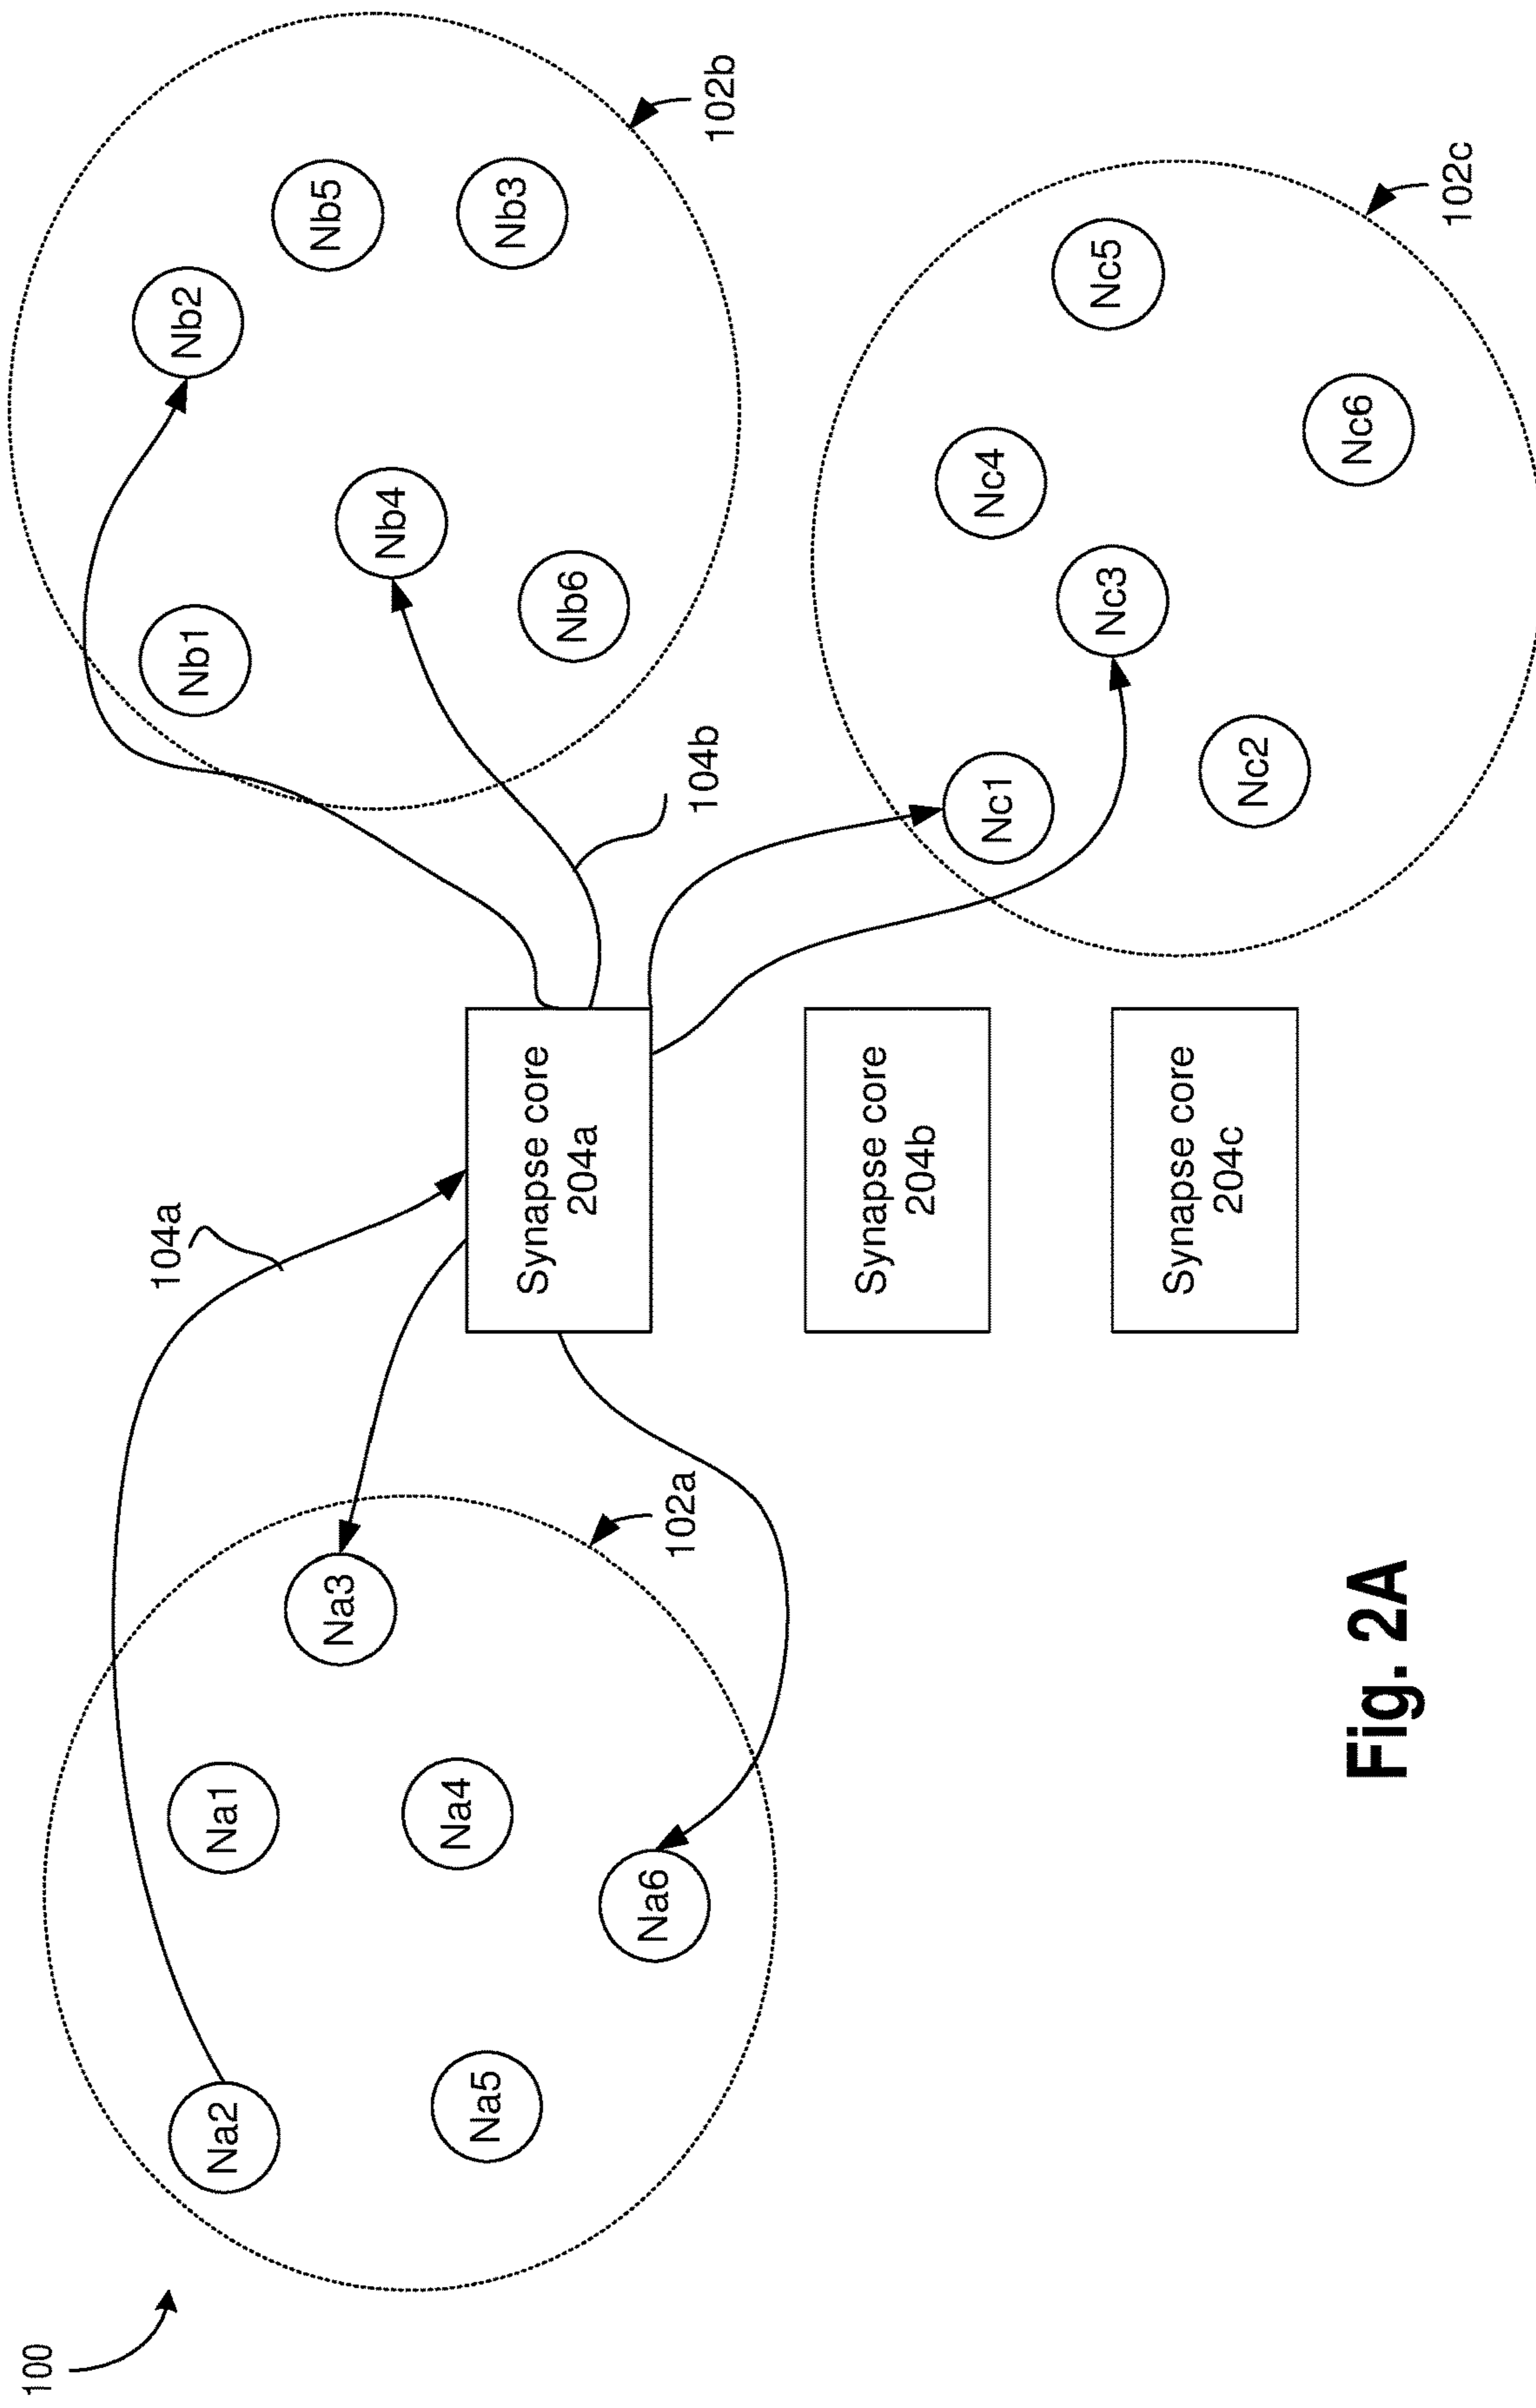 100
Na2
Na1
Na3
Na5
Na4
Na6
102a
104a
Synapse core
204a
Synapse core
204b
Synapse core
204c
104b
Nb1
Nb2
Nb4
Nb5
Nb6
Nb3
102b
Nc1
Nc4
Nc3
Nc5
Nc2
Nc6
102c
Fig. 2A